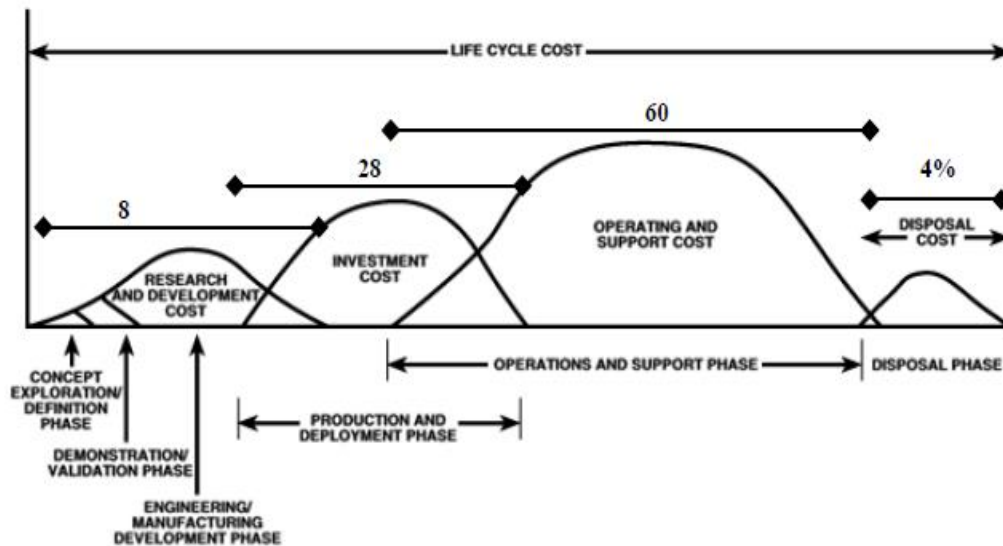 LIFE CYCLE COST
60
28
4%
8
DISPOSAL
COST
OPERATING AND
SUPPORT COST
INVESTMENT
COST
RESEARCH
AND DEVELOPMENT
COST
OPERATIONS AND SUPPORT PHASE
DISPOSAL PHASE
CONCEPT
EXPLORATION/
DEFINITION
PHASE
PRODUCTION AND
DEPLOYMENT PHASE
DEMONSTRATION/
VALIDATION PHASE
ENGINEERING/
MANUFACTURING
DEVELOPMENT PHASE